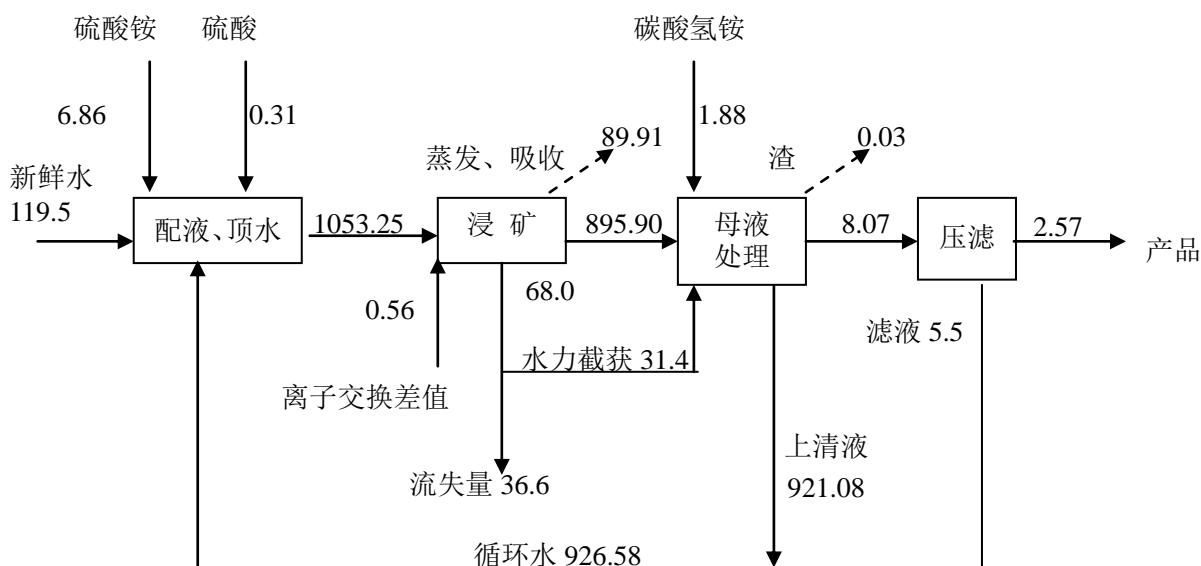 硫酸铵
硫酸
碳酸氢铵
6.86
0.31
1.88
89.91
0.03
蒸发、吸收
渣
新鲜水
119.5
配液、顶水
1053.25
浸 矿
895.90
母液
处理
8.07
压滤
2.57
产品
0.56
68.0
滤液 5.5
水力截获 31.4
离子交换差值
上清液
921.08
流失量 36.6
循环水 926.58